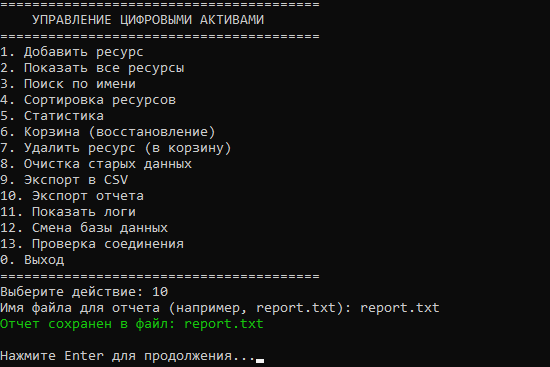 ========================================
    УПРАВЛЕНИЕ ЦИФРОВЫМИ АКТИВАМИ
========================================
1. Добавить ресурс
2. Показать все ресурсы
3. Поиск по имени
4. Сортировка ресурсов
5. Статистика
6. Корзина (восстановление)
7. Удалить ресурс (в корзину)
8. Очистка старых данных
9. Экспорт в CSV
10. Экспорт отчета
11. Показать логи
12. Смена базы данных
13. Проверка соединения
0. Выход
========================================
Выберите действие: 10
Имя файла для отчета (например, report.txt): report.txt
Отчет сохранен в файл: report.txt

Нажмите Enter для продолжения...